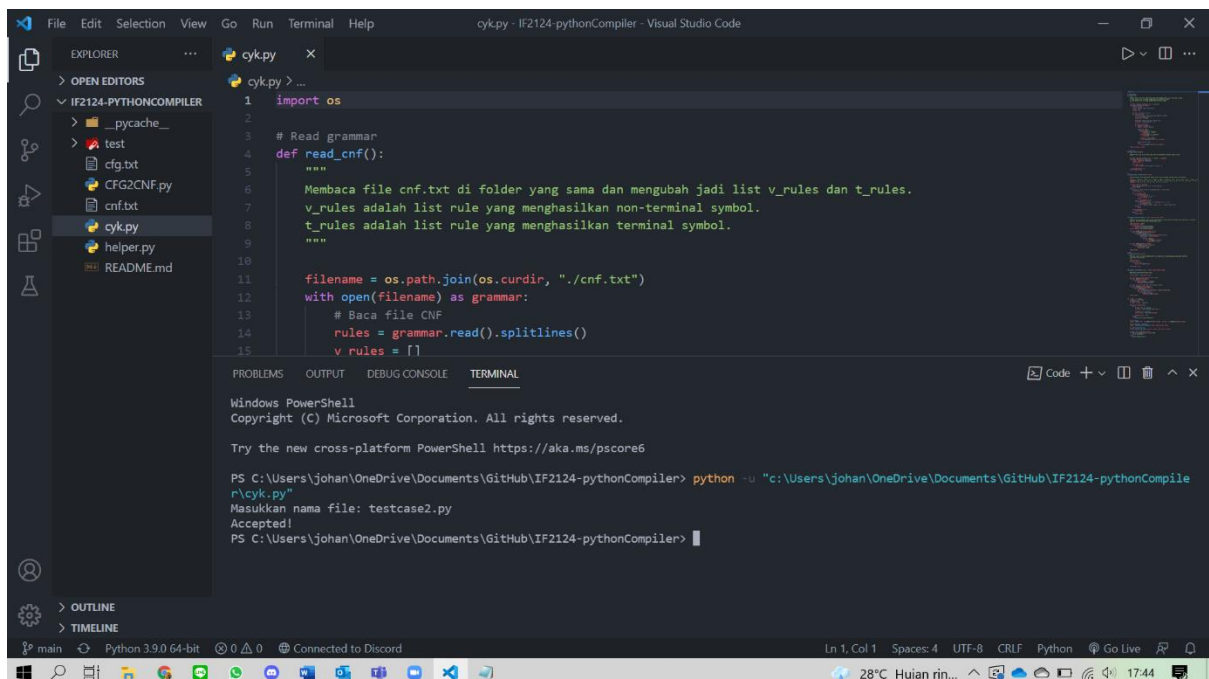 File Edit Selection View Go Run Terminal Help cyk.py - IF2124-pythonCompiler - Visual Studio Code
EXPLORER
cyk.py
OPEN EDITORS
cyk.py > ...
IF2124-PYTHONCOMPILER
__pycache__
test
cfg.txt
CFG2CNF.py
cnf.txt
cyk.py
helper.py
README.md
1 import os
2
3 # Read grammar
4 def read_cnf():
5 """
6 Membaca file cnf.txt di folder yang sama dan mengubah jadi list v_rules dan t_rules.
7 v_rules adalah list rule yang menghasilkan non-terminal symbol.
8 t_rules adalah list rule yang menghasilkan terminal symbol.
9 """
10
11 filename = os.path.join(os.curdir, "./cnf.txt")
12 with open(filename) as grammar:
13 # Baca file CNF
14 rules = grammar.read().splitlines()
15 v_rules = []
PROBLEMS OUTPUT DEBUG CONSOLE TERMINAL
Code
Windows PowerShell
Copyright (C) Microsoft Corporation. All rights reserved.
Try the new cross-platform PowerShell https://aka.ms/pscore6
PS C:\Users\johan\OneDrive\Documents\GitHub\IF2124-pythonCompiler> python -u "c:\Users\johan\OneDrive\Documents\GitHub\IF2124-pythonCompile
r\cyk.py"
Masukkan nama file: testcase2.py
Accepted!
PS C:\Users\johan\OneDrive\Documents\GitHub\IF2124-pythonCompiler>
OUTLINE
TIMELINE
main Python 3.9.0 64-bit 0 0 Connected to Discord Ln 1, Col 1 Spaces: 4 UTF-8 CRLF Python Go Live
28°C Hujan rin... 17:44